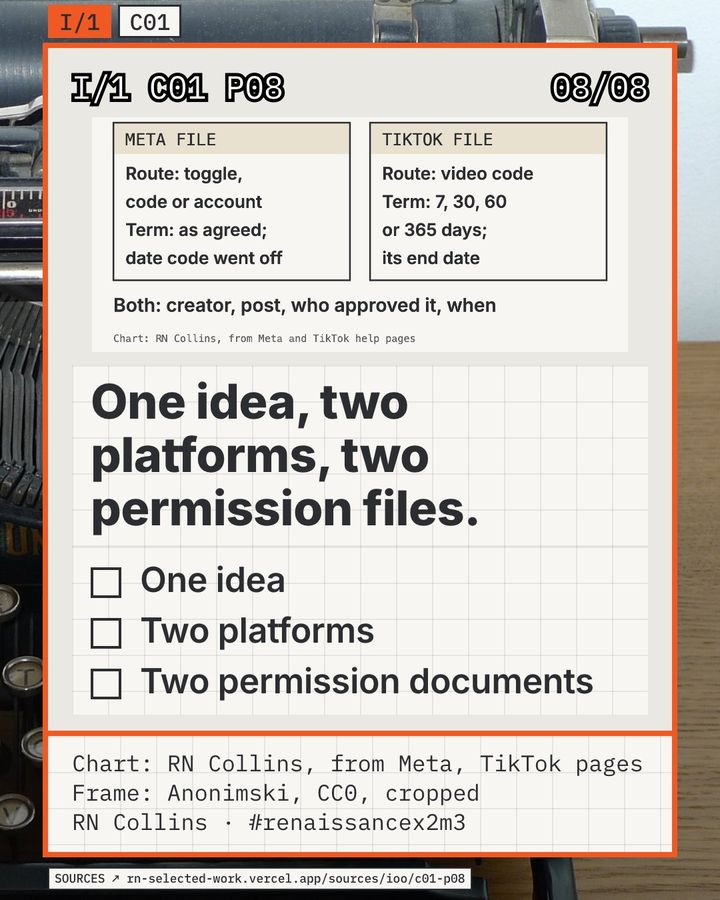 I/1 C01
I/1 C01 P08 08/08
META FILE
Route: toggle,
code or account
Term: as agreed;
date code went off
TIKTOK FILE
Route: video code
Term: 7, 30, 60
or 365 days;
its end date
Both: creator, post, who approved it, when
Chart: RN Collins, from Meta and TikTok help pages
One idea, two
platforms, two
permission files.
One idea
Two platforms
Two permission documents
Chart: RN Collins, from Meta, TikTok pages
Frame: Anonimski, CC0, cropped
RN Collins · #renaissancex2m3
SOURCES ↗ rn-selected-work.vercel.app/sources/ioo/c01-p08